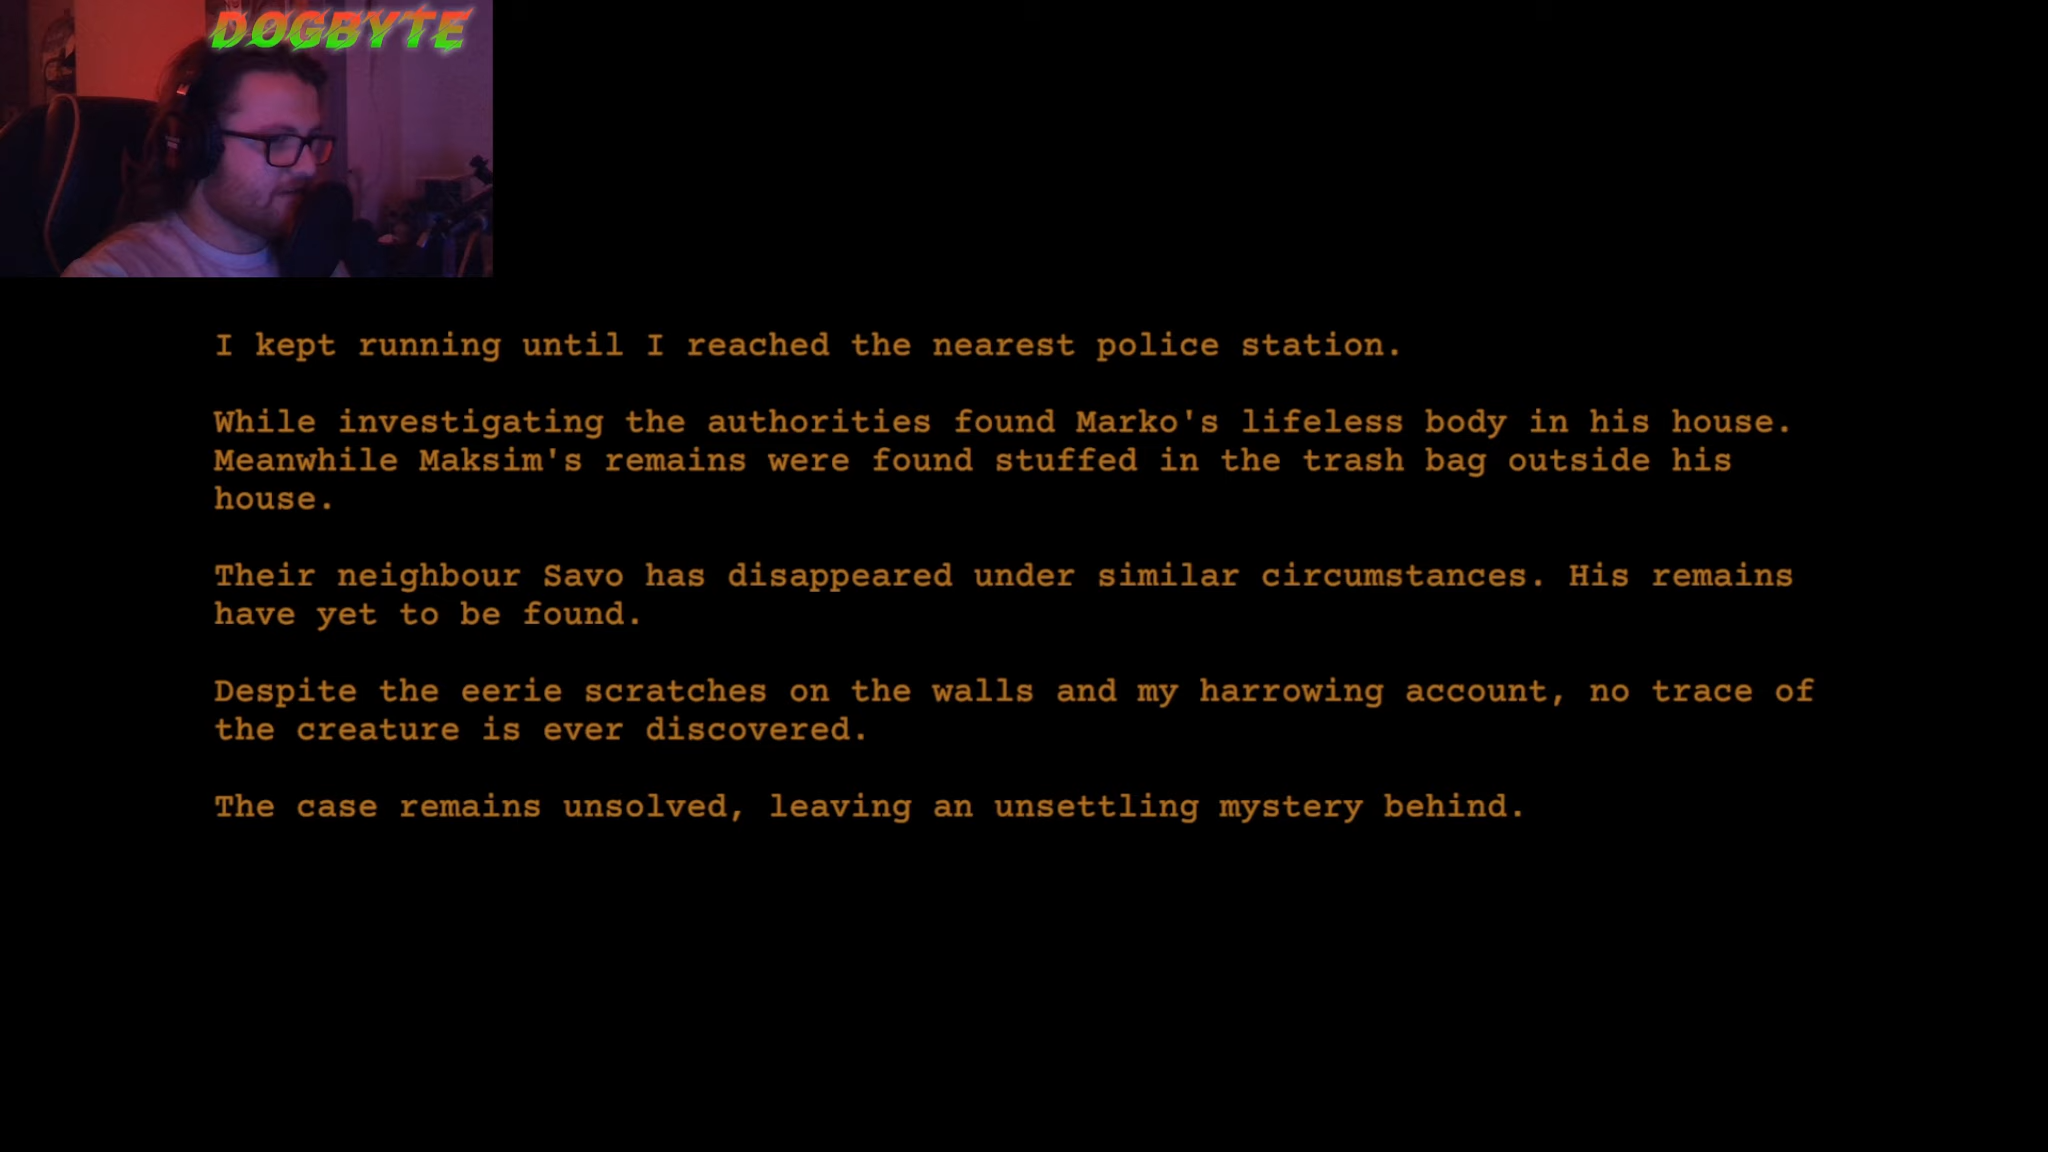 DOGBYTE
I kept running until I reached the nearest police station.
While investigating the authorities found Marko's lifeless body in his house.
Meanwhile Maksim's remains were found stuffed in the trash bag outside his
house.
Their neighbour Savo has disappeared under similar circumstances. His remains
have yet to be found.
Despite the eerie scratches on the walls and my harrowing account, no trace of
the creature is ever discovered.
The case remains unsolved, leaving an unsettling mystery behind.